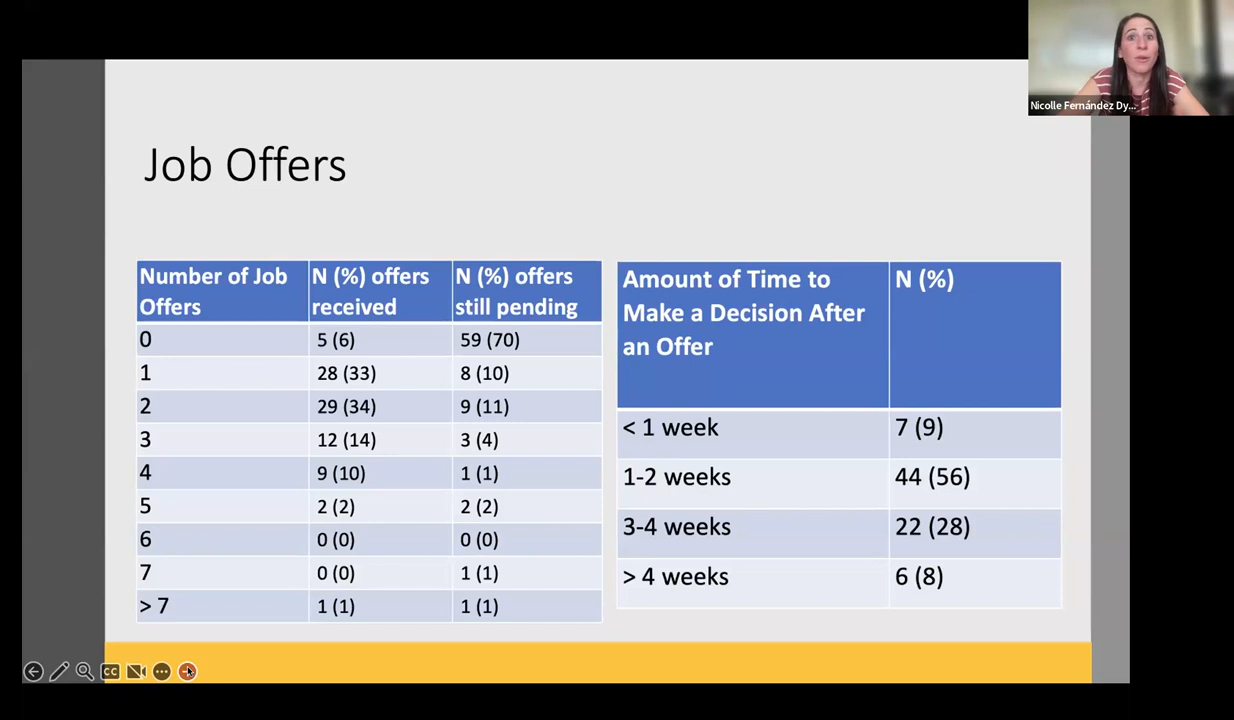 Nicolle Fernández Dy...
Job Offers
Number of Job Offers
N (%) offers received
N (%) offers still pending
0 5 (6) 59 (70)
1 28 (33) 8 (10)
2 29 (34) 9 (11)
3 12 (14) 3 (4)
4 9 (10) 1 (1)
5 2 (2) 2 (2)
6 0 (0) 0 (0)
7 0 (0) 1 (1)
> 7 1 (1) 1 (1)
Amount of Time to
Make a Decision After
an Offer
N (%)
< 1 week 7 (9)
1-2 weeks 44 (56)
3-4 weeks 22 (28)
> 4 weeks 6 (8)
CC